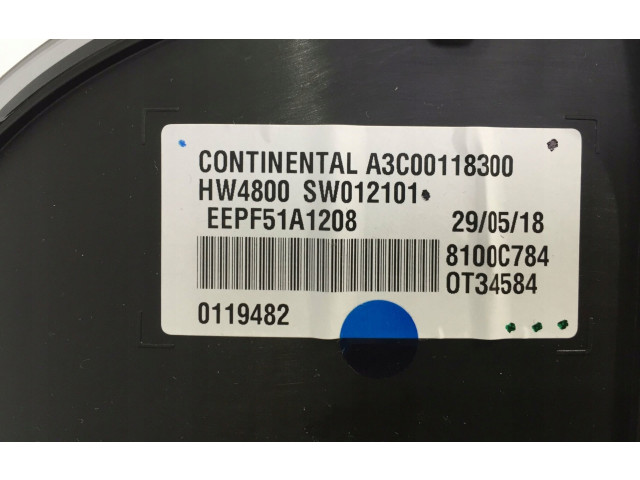 CONTINENTAL A3C00118300
HW4800 SW012101
EEPF51A1208 29/05/18
8100C784
OT34584
0119482